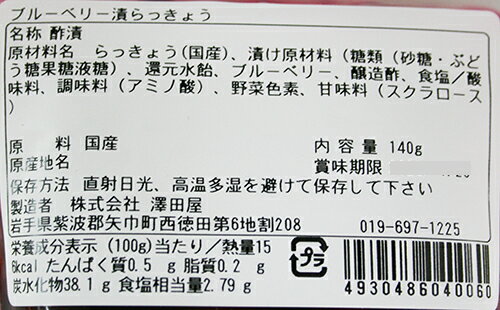 ブルーベリー漬らっきょう
名称 酢漬
原材料名　らっきょう(国産)、漬け原材料（糖類（砂糖・ぶど
う糖果糖液糖）、還元水飴、ブルーベリー、醸造酢、食塩／酸
味料、調味料（アミノ酸）、野菜色素、甘味料（スクラロース
）
原　料 国産　内 容 量 140g
原産地名　賞味期限
保存方法　直射日光、高温多湿を避けて保存して下さい
製造者　株式会社 澤田屋
岩手県紫波郡矢巾町西徳田第6地割208　019-697-1225
栄養成分表示 (100g)当たり／熱量15
6kcal たんぱく質0.5 g 脂質0.2 g
炭水化物38.1 g 食塩相当量2.79 g
プラ
4930486040060